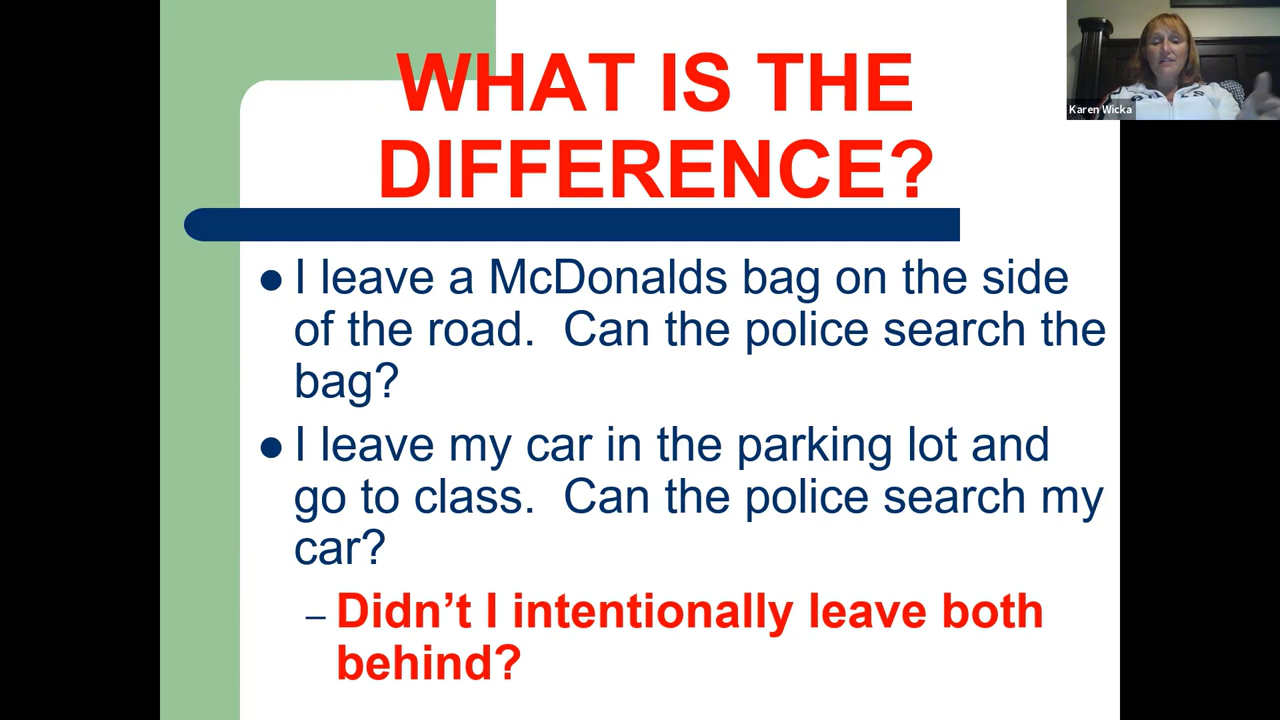 WHAT IS THE
DIFFERENCE?
Karen Wicka
● I leave a McDonalds bag on the side
of the road.  Can the police search the
bag?
● I leave my car in the parking lot and
go to class.  Can the police search my
car?
– Didn’t I intentionally leave both
behind?